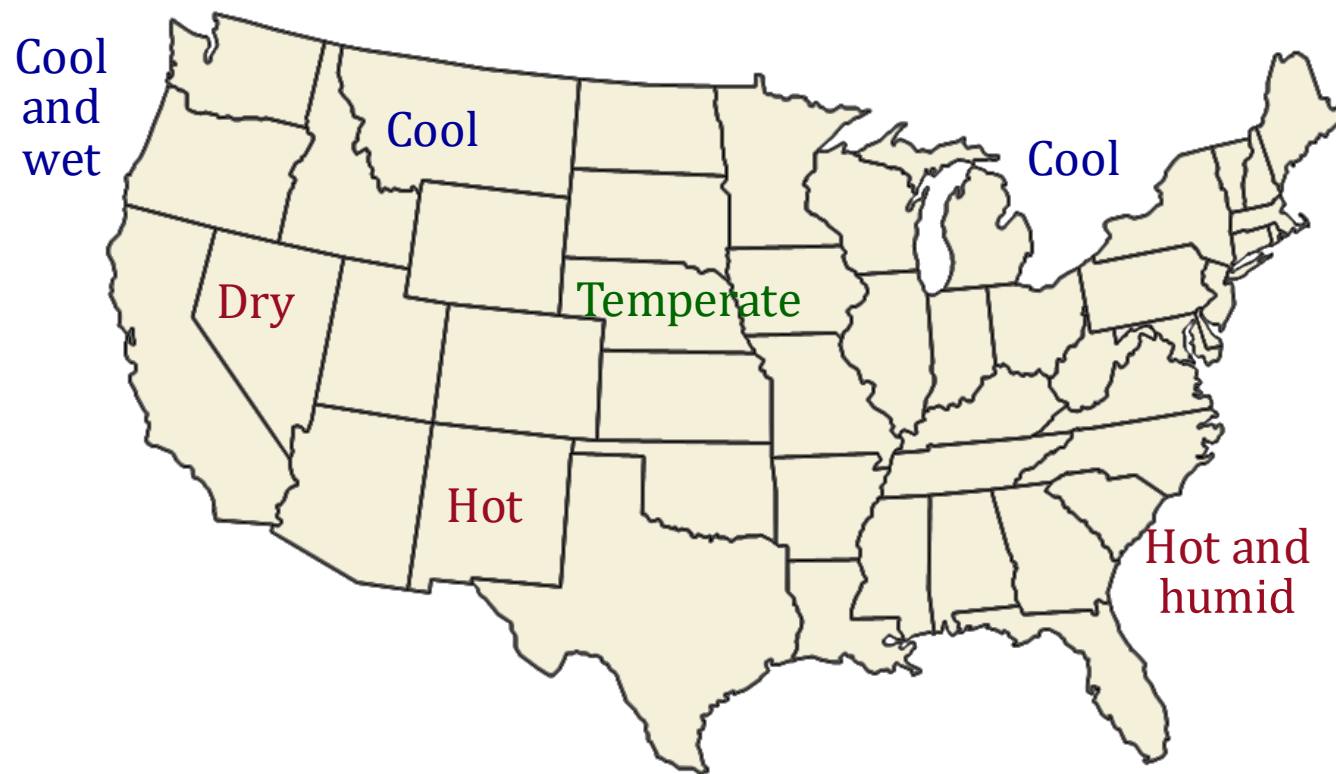 Cool
and
wet
Cool
Cool
Dry
Temperate
Hot
Hot and
humid